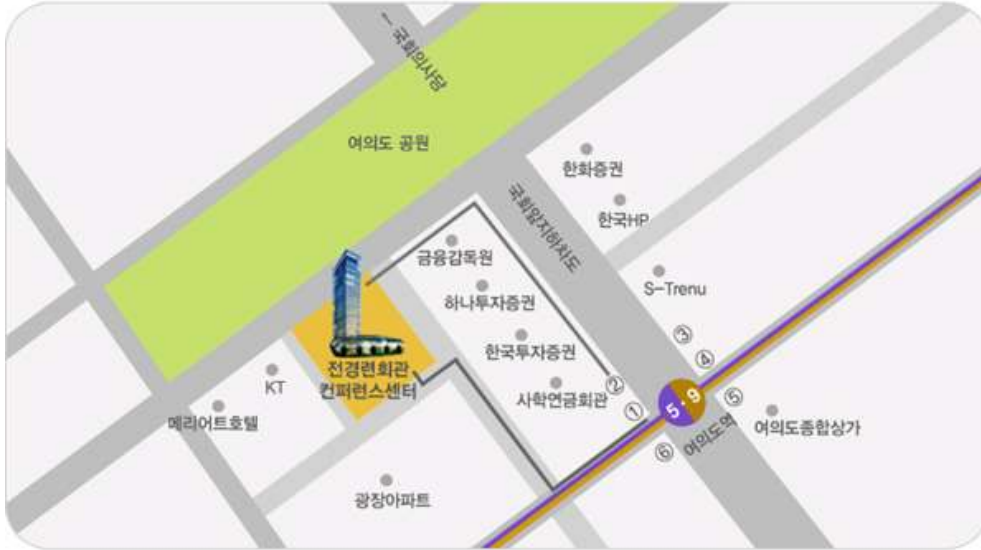 ← 국회의사당
여의도 공원
한화증권
한국HP
국회앞지하차도
금융감독원
하나투자증권
S-Trenu
한국투자증권
사학연금회관
전경련회관
컨퍼런스센터
KT
메리어트호텔
광장아파트
①
②
③
④
⑤
⑥
5·9
여의도역
여의도종합상가